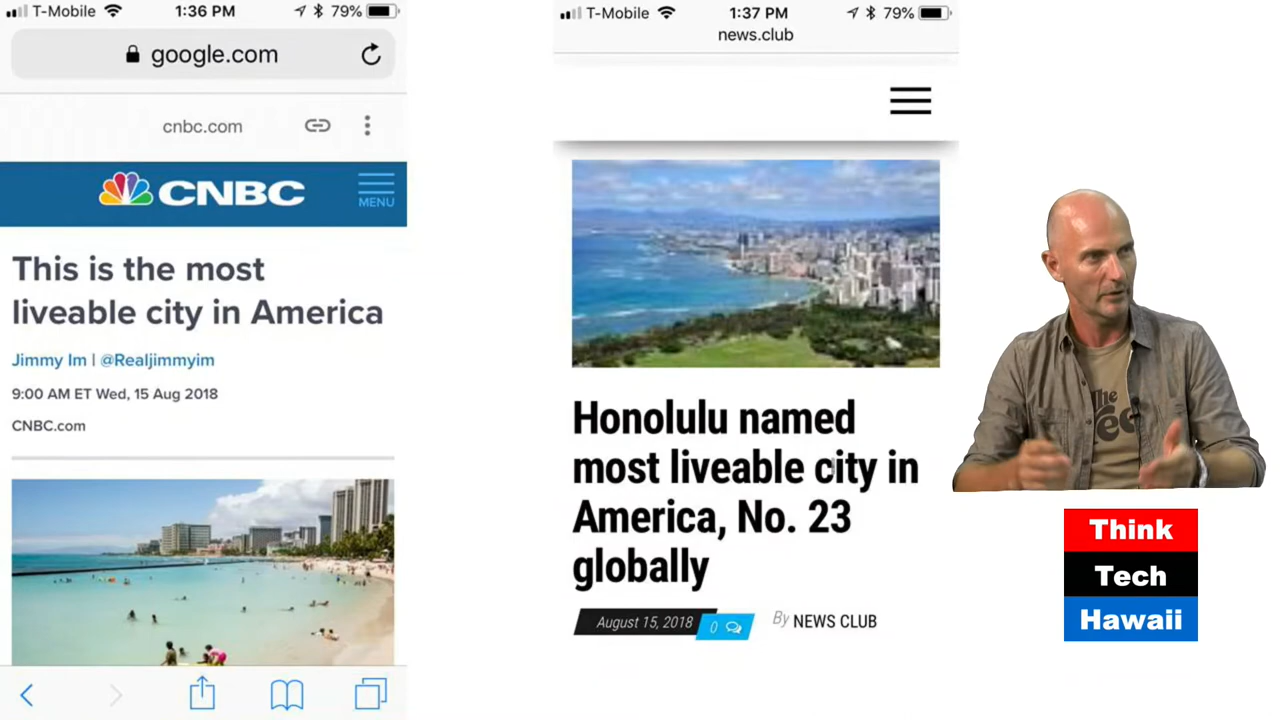 T-Mobile 1:36 PM 79%
google.com
cnbc.com
CNBC
MENU
This is the most
liveable city in America
Jimmy Im | @Realjimmyim
9:00 AM ET Wed, 15 Aug 2018
CNBC.com
T-Mobile 1:37 PM 79%
news.club
Honolulu named
most liveable city in
America, No. 23
globally
August 15, 2018 0 By NEWS CLUB
The
Think
Tech
Hawaii